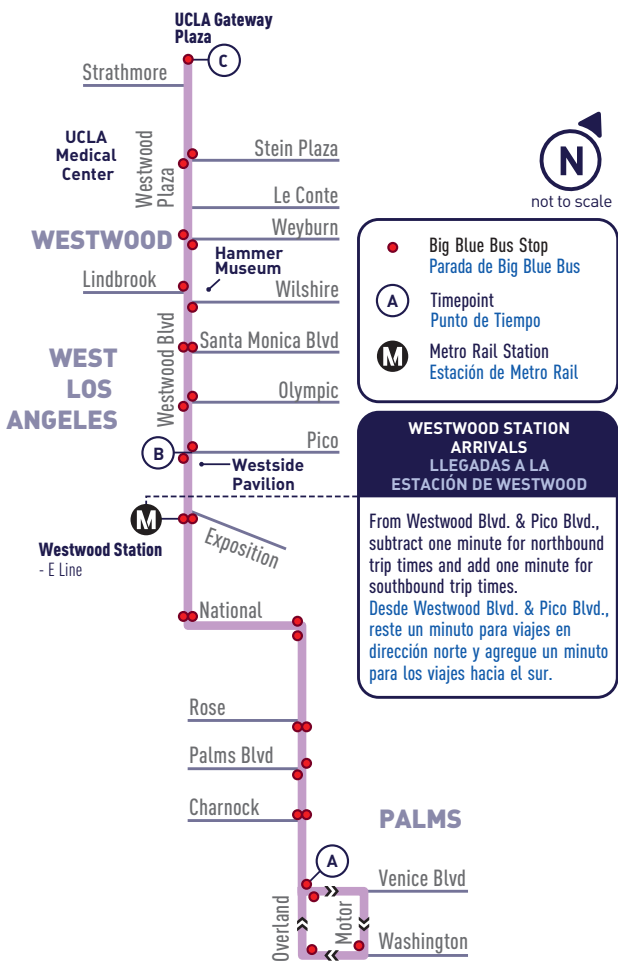 UCLA Gateway
Plaza
C
Strathmore
UCLA
Medical
Center
Westwood
Plaza
Stein Plaza
Le Conte
WESTWOOD
Weyburn
Hammer
Museum
Lindbrook
Wilshire
Westwood Blvd
Santa Monica Blvd
WEST
LOS
ANGELES
Olympic
Pico
B
Westside
Pavilion
M
Westwood Station
- E Line
Exposition
National
Rose
Palms Blvd
Charnock
PALMS
A
Venice Blvd
Overland
Motor
Washington
N
not to scale
Big Blue Bus Stop
Parada de Big Blue Bus
A
Timepoint
Punto de Tiempo
M
Metro Rail Station
Estación de Metro Rail
WESTWOOD STATION
ARRIVALS
LLEGADAS A LA
ESTACIÓN DE WESTWOOD
From Westwood Blvd. & Pico Blvd.,
subtract one minute for northbound
trip times and add one minute for
southbound trip times.
Desde Westwood Blvd. & Pico Blvd.,
reste un minuto para viajes en
dirección norte y agregue un minuto
para los viajes hacia el sur.